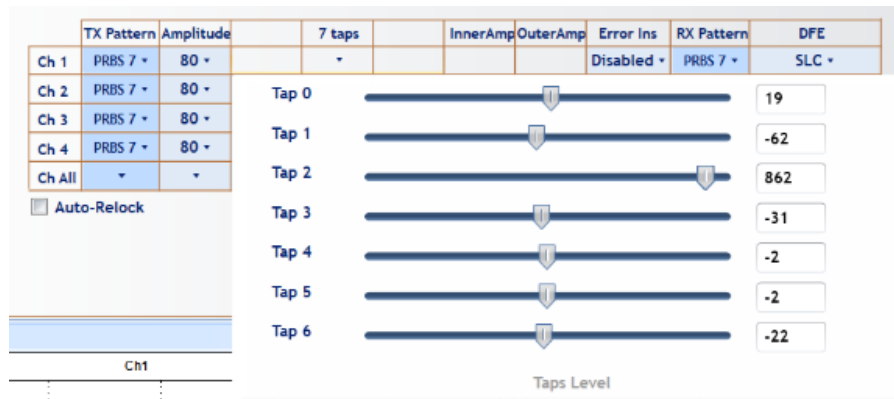 TX Pattern Amplitude 7 taps InnerAmp OuterAmp Error Ins RX Pattern DFE
Ch 1 PRBS 7 80 Disabled PRBS 7 SLC
Ch 2 PRBS 7 80 Tap 0 19
Ch 3 PRBS 7 80 Tap 1 -62
Ch 4 PRBS 7 80
Ch All Tap 2 862
Auto-Relock Tap 3 -31
Tap 4 -2
Tap 5 -2
Tap 6 -22
Ch1
Taps Level